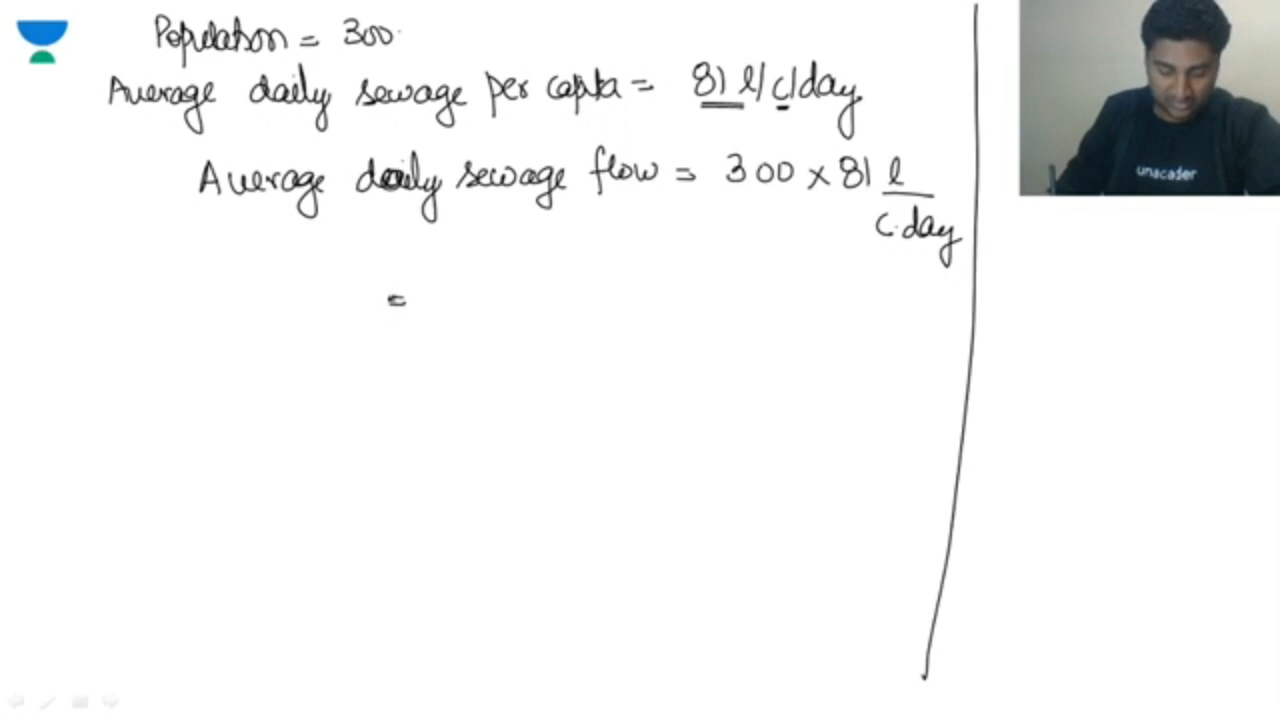 Population = 300
Average daily sewage per capita = 81 l/c/day
Average daily sewage flow = 300 x 81 l
c.day
=
unacader